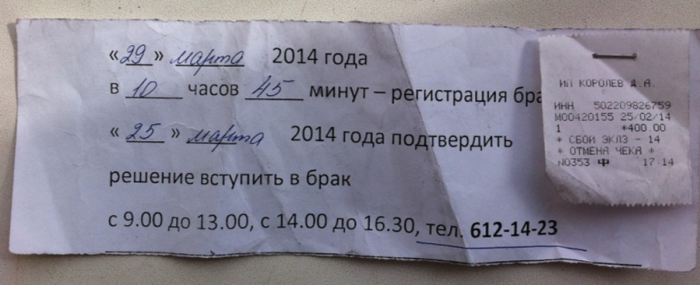 «29» марта 2014 года
в 10 часов 45 минут – регистрация бра
«25» марта 2014 года подтвердить
решение вступить в брак
с 9.00 до 13.00, с 14.00 до 16.30, тел. 612-14-23
ИП КОРОЛЕВ Д.А.
ИНН 502209826759
М00420155 25/02/14
1 *400.00
* СБОЙ ЭКЛЗ - 14
* ОТМЕНА ЧЕКА *
№0353 Ф 17:14